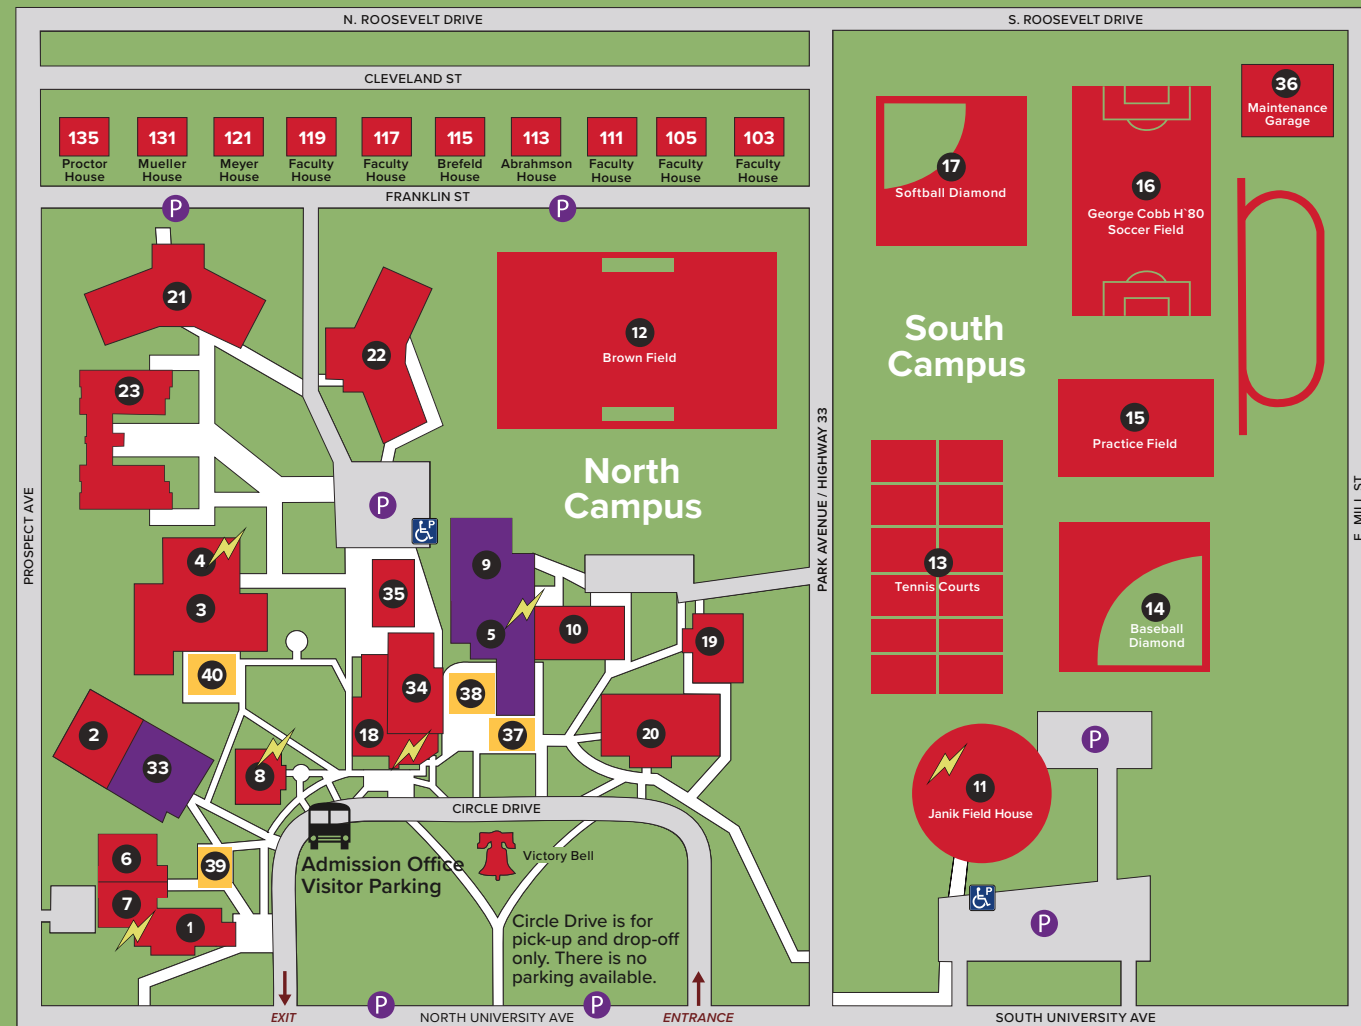 N. ROOSEVELT DRIVE
S. ROOSEVELT DRIVE
CLEVELAND ST
135
Proctor
House
131
Mueller
House
121
Meyer
House
119
Faculty
House
117
Faculty
House
115
Brefeld
House
113
Abrahmson
House
111
Faculty
House
105
Faculty
House
103
Faculty
House
FRANKLIN ST
P
P
36
Maintenance
Garage
17
Softball Diamond
16
George Cobb H`80
Soccer Field
21
22
12
Brown Field
South
Campus
23
15
Practice Field
North
Campus
PROSPECT AVE
PARK AVENUE / HIGHWAY 33
E. MILL ST
P
P
4
3
35
9
5
10
19
13
Tennis Courts
14
Baseball
Diamond
40
34
38
18
37
20
2
33
8
P
11
Janik Field House
CIRCLE DRIVE
Admission Office
Visitor Parking
Victory Bell
6
39
7
1
Circle Drive is for
pick-up and drop-off
only. There is no
parking available.
P
P
P
P
EXIT
NORTH UNIVERSITY AVE
ENTRANCE
SOUTH UNIVERSITY AVE